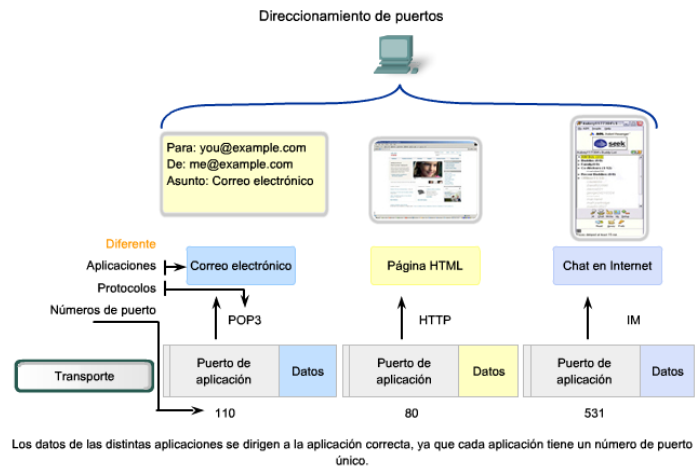 Direccionamiento de puertos
Para: you@example.com
De: me@example.com
Asunto: Correo electrónico
seek
Diferente
Aplicaciones
Correo electrónico
Página HTML
Chat en Internet
Protocolos
Números de puerto
POP3
HTTP
IM
Transporte
Puerto de
aplicación
Datos
Puerto de
aplicación
Datos
Puerto de
aplicación
Datos
110
80
531
Los datos de las distintas aplicaciones se dirigen a la aplicación correcta, ya que cada aplicación tiene un número de puerto
único.